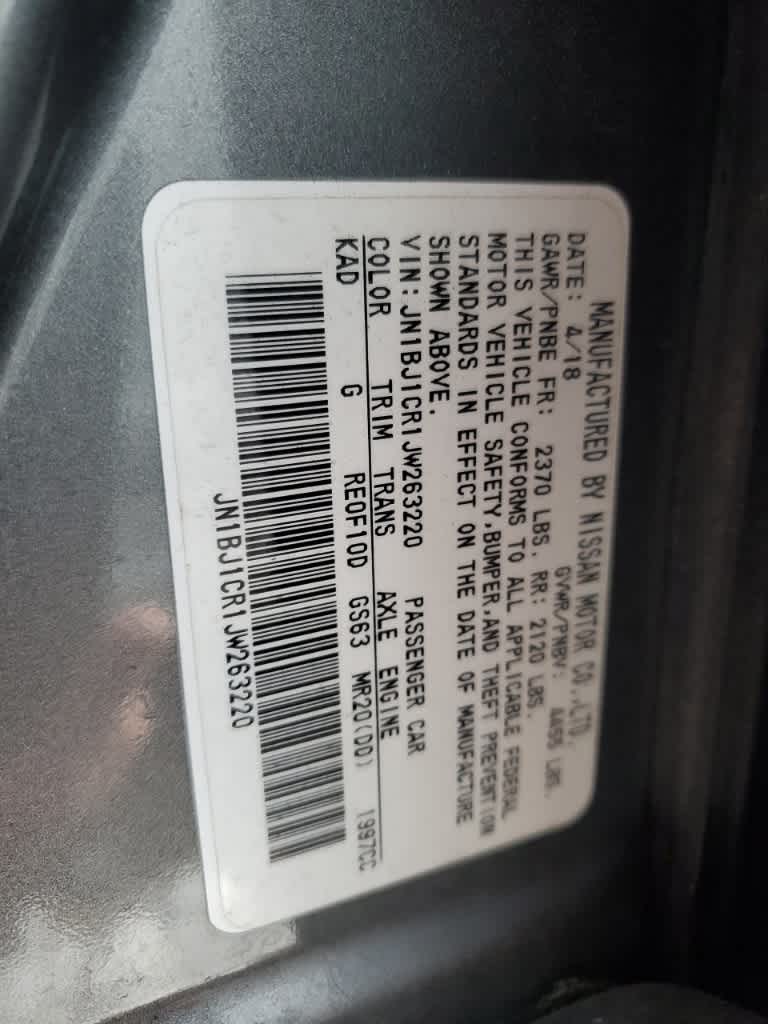 MANUFACTURED BY NISSAN MOTOR CO.,LTD.
DATE: 4/18 GVWR/PNBV: 4455 LBS.
GAWR/PNBE FR: 2370 LBS. RR: 2120 LBS.
THIS VEHICLE CONFORMS TO ALL APPLICABLE FEDERAL
MOTOR VEHICLE SAFETY,BUMPER,AND THEFT PREVENTION
STANDARDS IN EFFECT ON THE DATE OF MANUFACTURE
SHOWN ABOVE.
VIN:JN1BJ1CR1JW263220 PASSENGER CAR
COLOR TRIM TRANS AXLE ENGINE
KAD G RE0F10D GS63 MR20(DD) 1997CC
JN1BJ1CR1JW263220